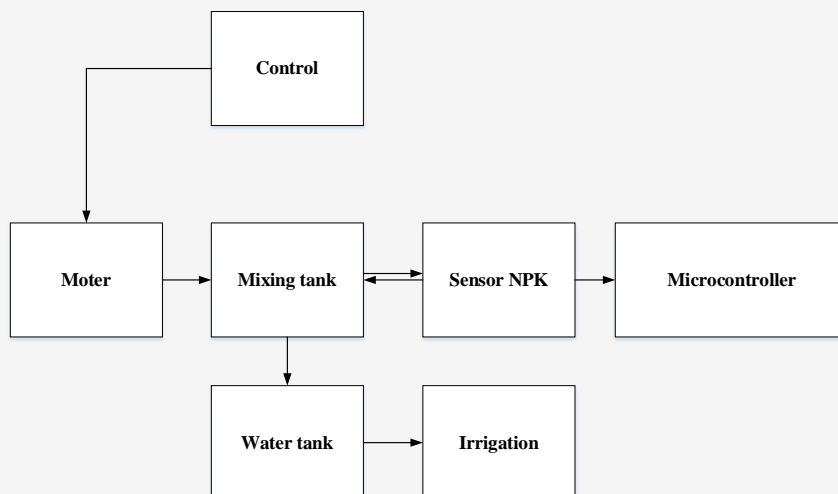 Control
Moter
Mixing tank
Sensor NPK
Microcontroller
Water tank
Irrigation